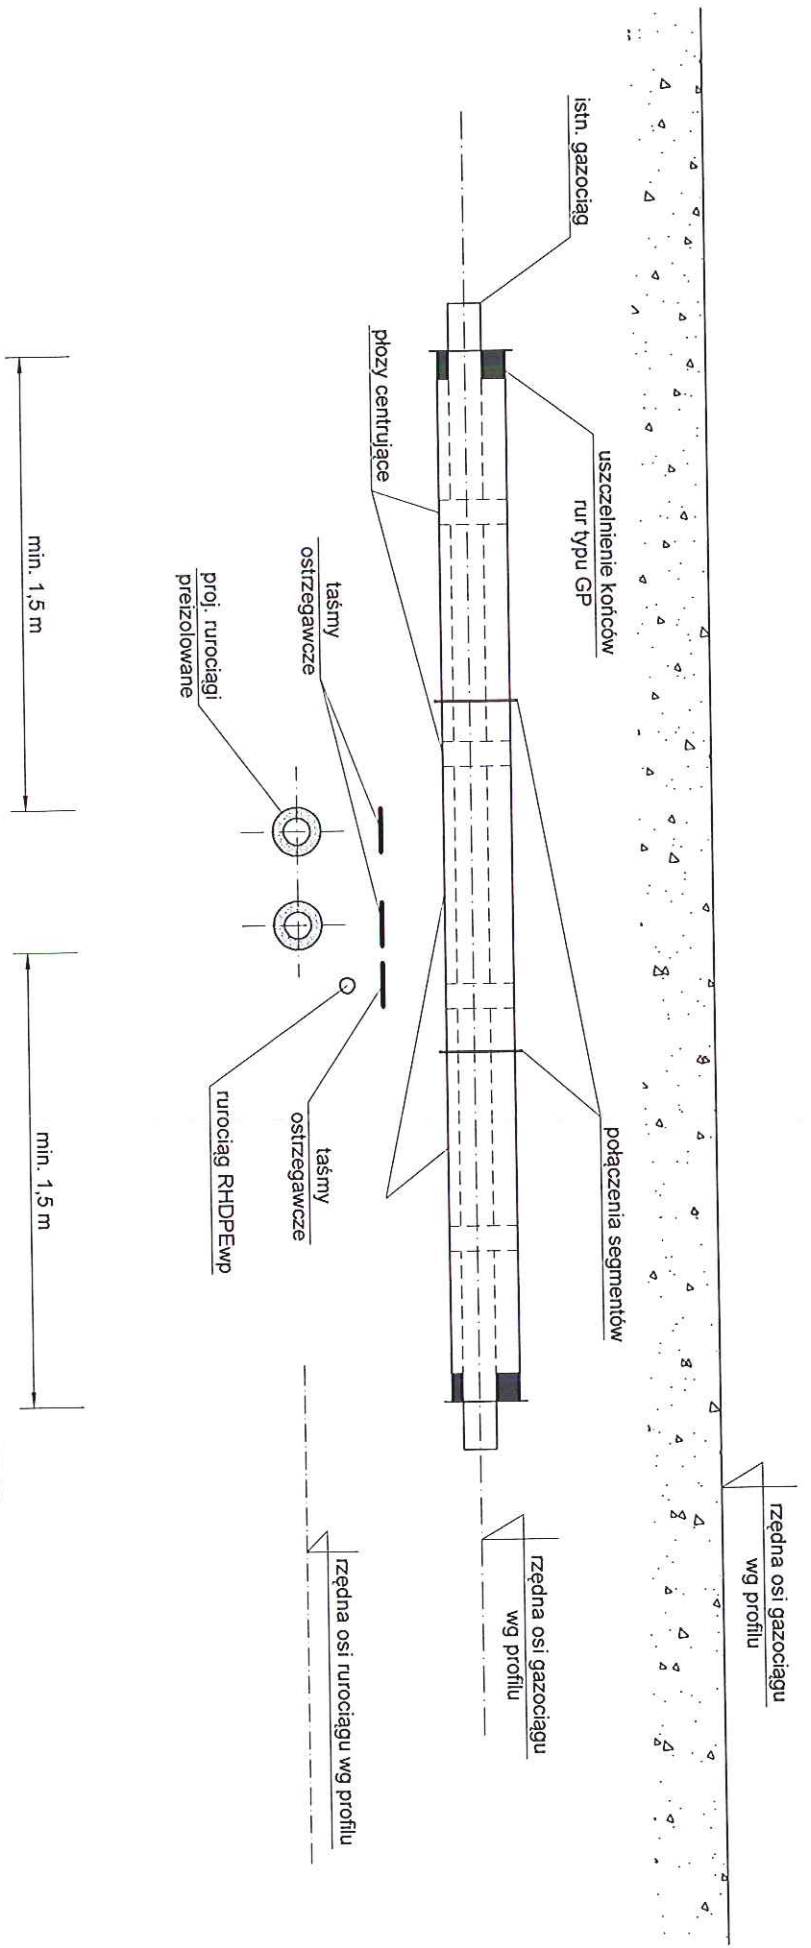 rzędna osi gazociągu
wg profilu
istn. gazociąg
uszczelnienie końców
rur typu GP
połączenia segmentów
rzędna osi gazociągu
wg profilu
płozy centrujące
taśmy
ostrzegawcze
taśmy
ostrzegawcze
rzędna osi rurociągu wg profilu
proj. rurociągi
preizolowane
rurociąg RHDPEwp
min. 1,5 m
min. 1,5 m